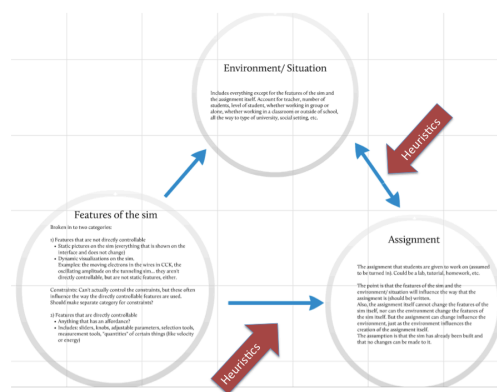 Environment/ Situation
Includes everything except for the features of the sim and
the assignment itself. Account for teacher, number of
students, level of student, whether working in group or
alone, whether working in a classroom or outside of school,
all the way to type of university, social setting, etc.
Heuristics
Features of the sim
Broken in to two categories:
1) Features that are not directly controllable
• Static pictures on the sim (everything that is shown on the
interface and does not change)
• Dynamic visualizations on the sim.
Examples: the moving electrons in the wires in CCK, the
oscillating amplitude on the tunneling sim... they aren't
directly controllable, but are not static features, either.
Constraints: Can't actually control the constraints, but these often
influence the way the directly controllable features are used.
Should make separate category for constraints?
2) Features that are directly controllable
• Anything that has an affordance?
• Includes: sliders, knobs, adjustable parameters, selection tools,
measurement tools, "quantities" of certain things (like velocity
or energy)
Assignment
The assignment that students are given to work on (assumed
to be turned in). Could be a lab, tutorial, homework, etc.
The point is that the features of the sim and the
environment/ situation will influence the way that the
assignment is (should be) written.
Also, the assignment itself cannot change the features of the
sim itself, nor can the environment change the features of
the sim itself. But the assignment can change influence the
environment, just as the environment influences the
creation of the assignment itself.
The assumption is that the sim has already been built and
that no changes can be made to it.
Heuristics